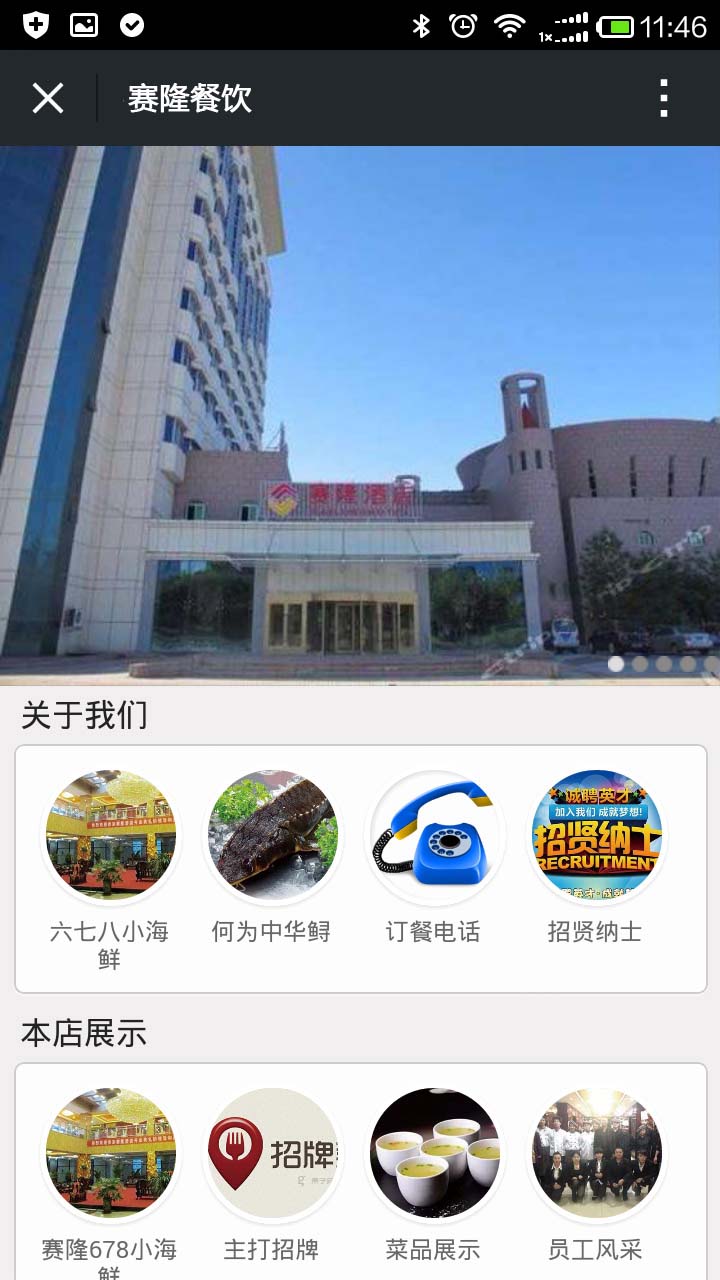 1x
11:46
赛隆餐饮
赛隆酒店
关于我们
诚聘英才
加入我们 成就梦想!
招贤纳士
RECRUITMENT
六七八小海
鲜
何为中华鲟
订餐电话
招贤纳士
本店展示
招牌
赛隆678小海
鲜
主打招牌
菜品展示
员工风采